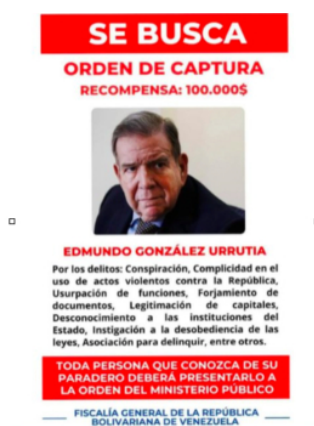 SE BUSCA
ORDEN DE CAPTURA
RECOMPENSA: 100.000$
EDMUNDO GONZÁLEZ URRUTIA
Por los delitos: Conspiración, Complicidad en el
uso de actos violentos contra la República,
Usurpación de funciones, Forjamiento de
documentos, Legitimación de capitales,
Desconocimiento a las instituciones del
Estado, Instigación a la desobediencia de las
leyes, Asociación para delinquir, entre otros.
TODA PERSONA QUE CONOZCA DE SU
PARADERO DEBERÁ PRESENTARLO A
LA ORDEN DEL MINISTERIO PÚBLICO
FISCALÍA GENERAL DE LA REPÚBLICA
BOLIVARIANA DE VENEZUELA